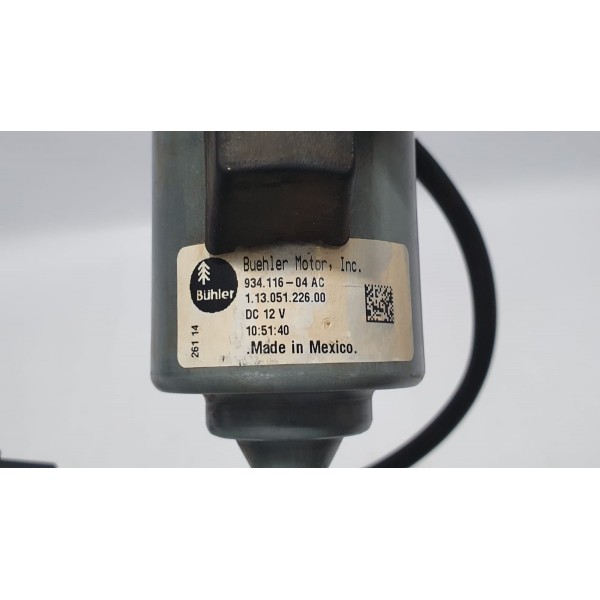 Buehler Motor, Inc.
934.116-04 AC
1.13.051.226.00
DC 12 V
10:51:40
.Made in Mexico.
Bühler
261 14